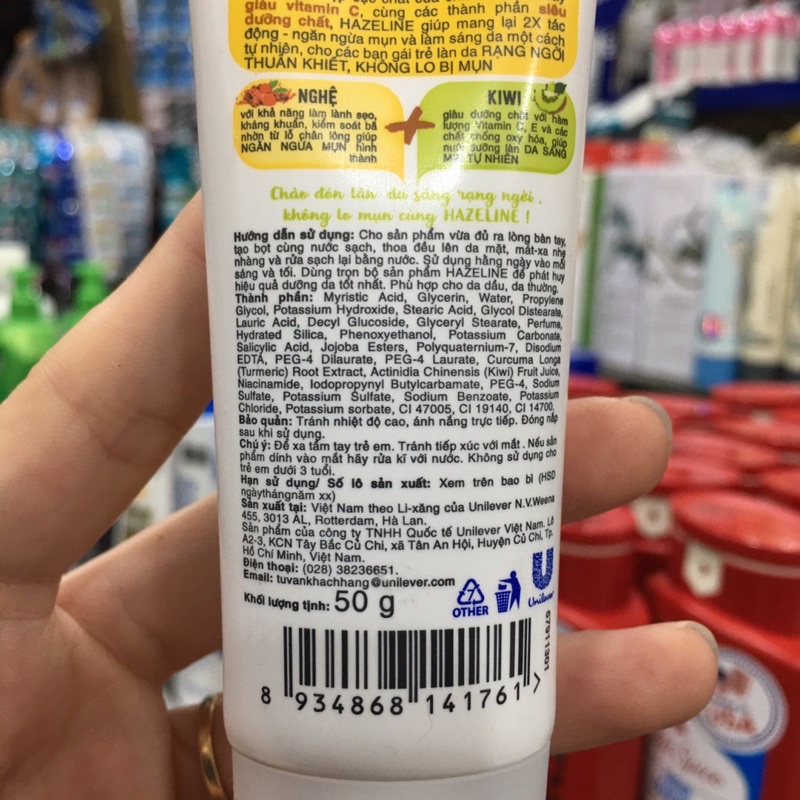 giàu vitamin C, cùng các thành phần siêu
dưỡng chất, HAZELINE giúp mang lại 2X tác
động - ngăn ngừa mụn và làm sáng da một cách
tự nhiên, cho các bạn gái trẻ làn da RẠNG NGỜI
THUẦN KHIẾT, KHÔNG LO BỊ MỤN
NGHỆ
với khả năng làm lành sẹo,
kháng khuẩn, kiểm soát bã
nhờn từ lỗ chân lông giúp
NGĂN NGỪA MỤN hình
thành
KIWI
giàu dưỡng chất với hàm
lượng Vitamin C, E và các
chất chống oxy hóa, giúp
nuôi dưỡng làn DA SÁNG
MỊN TỰ NHIÊN
Chào đón làn da sáng rạng ngời,
không lo mụn cùng HAZELINE !
Hướng dẫn sử dụng: Cho sản phẩm vừa đủ ra lòng bàn tay,
tạo bọt cùng nước sạch, thoa đều lên da mặt, mát-xa nhẹ
nhàng và rửa sạch lại bằng nước. Sử dụng hằng ngày vào mỗi
sáng và tối. Dùng trọn bộ sản phẩm HAZELINE để phát huy
hiệu quả dưỡng da tốt nhất. Phù hợp cho da dầu, da thường.
Thành phần: Myristic Acid, Glycerin, Water, Propylene
Glycol, Potassium Hydroxide, Stearic Acid, Glycol Distearate,
Lauric Acid, Decyl Glucoside, Glyceryl Stearate, Perfume,
Hydrated Silica, Phenoxyethanol, Potassium Carbonate,
Salicylic Acid, Jojoba Esters, Polyquaternium-7, Disodium
EDTA, PEG-4 Dilaurate, PEG-4 Laurate, Curcuma Longa
(Turmeric) Root Extract, Actinidia Chinensis (Kiwi) Fruit Juice,
Niacinamide, Iodopropynyl Butylcarbamate, PEG-4, Sodium
Sulfate, Potassium Sulfate, Sodium Benzoate, Potassium
Chloride, Potassium sorbate, CI 47005, CI 19140, CI 14700.
Bảo quản: Tránh nhiệt độ cao, ánh nắng trực tiếp. Đóng nắp
sau khi sử dụng.
Chú ý: Để xa tầm tay trẻ em. Tránh tiếp xúc với mắt . Nếu sản
phẩm dính vào mắt hãy rửa kĩ với nước. Không sử dụng cho
trẻ em dưới 3 tuổi.
Hạn sử dụng/ Số lô sản xuất: Xem trên bao bì (HSD
ngàythángnăm xx)
Sản xuất tại: Việt Nam theo Li-xăng của Unilever N.V.Weena
455, 3013 AL, Rotterdam, Hà Lan.
Sản phẩm của công ty TNHH Quốc tế Unilever Việt Nam. Lô
A2-3, KCN Tây Bắc Củ Chi, xã Tân An Hội, Huyện Củ Chi, Tp.
Hồ Chí Minh, Việt Nam.
Điện thoại: (028) 38236651.
Email: tuvankhachhang@unilever.com
Khối lượng tịnh: 50 g
7
OTHER
Unilever
67911301
8 934868 141761 >